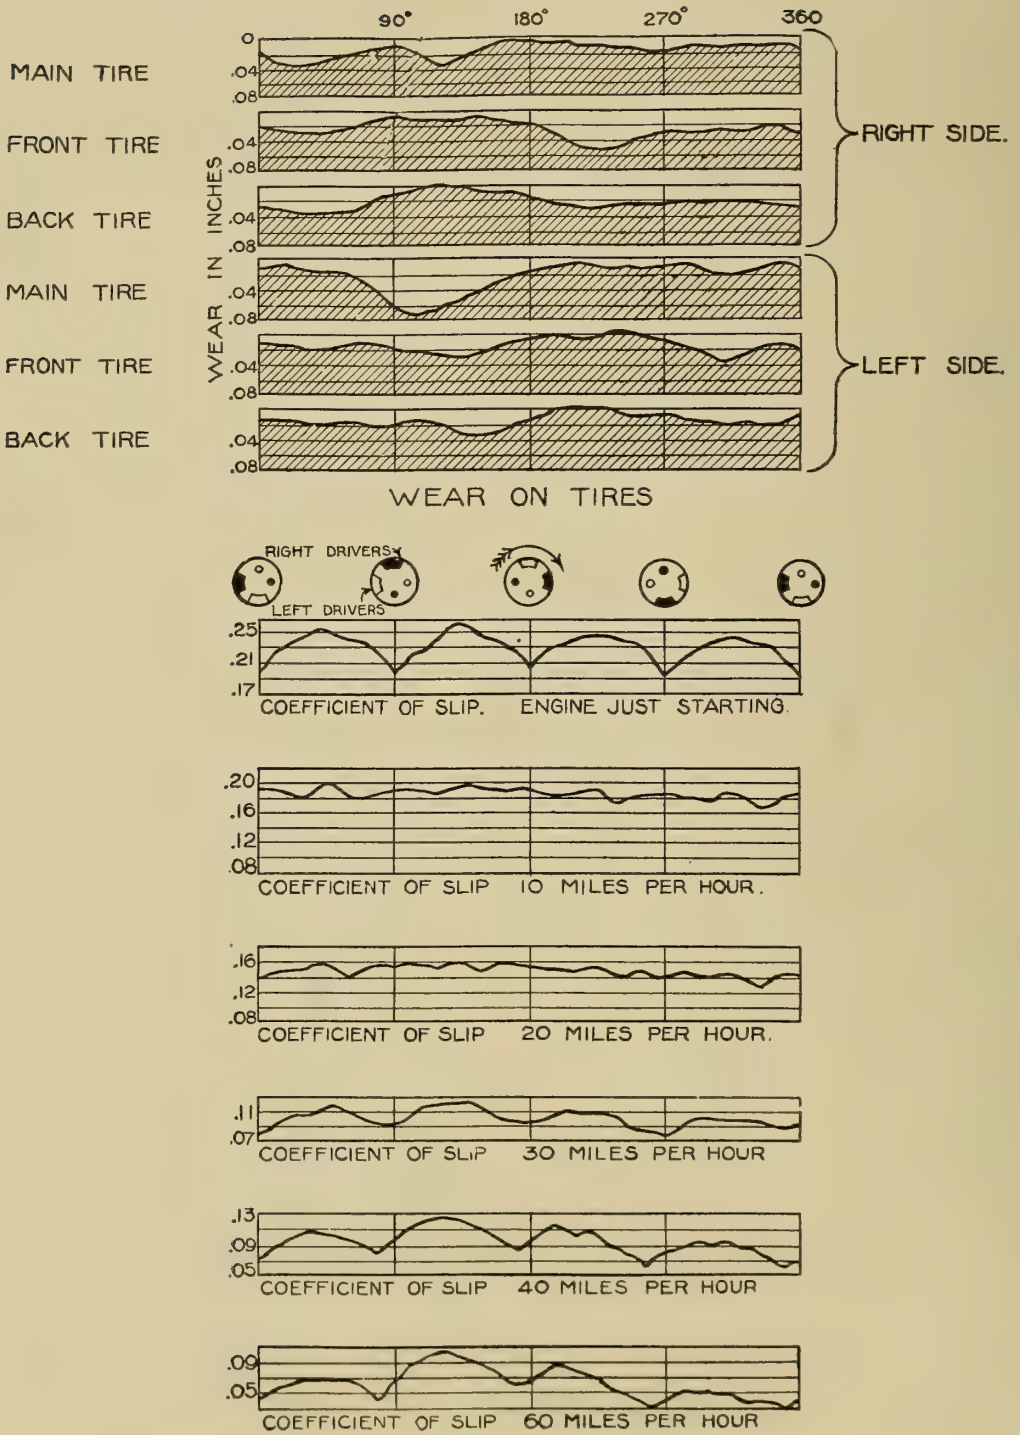 90° 180° 270° 360
MAIN TIRE
0
.04
.08
FRONT TIRE
.04
.08
BACK TIRE
.04
.08
RIGHT SIDE.
WEAR IN INCHES
MAIN TIRE
.04
.08
FRONT TIRE
.04
.08
BACK TIRE
.04
.08
LEFT SIDE.
WEAR ON TIRES
RIGHT DRIVERS
LEFT DRIVERS
.25
.21
.17
COEFFICIENT OF SLIP. ENGINE JUST STARTING.
.20
.16
.12
.08
COEFFICIENT OF SLIP 10 MILES PER HOUR.
.16
.12
.08
COEFFICIENT OF SLIP 20 MILES PER HOUR.
.11
.07
COEFFICIENT OF SLIP 30 MILES PER HOUR
.13
.09
.05
COEFFICIENT OF SLIP 40 MILES PER HOUR
.09
.05
COEFFICIENT OF SLIP 60 MILES PER HOUR